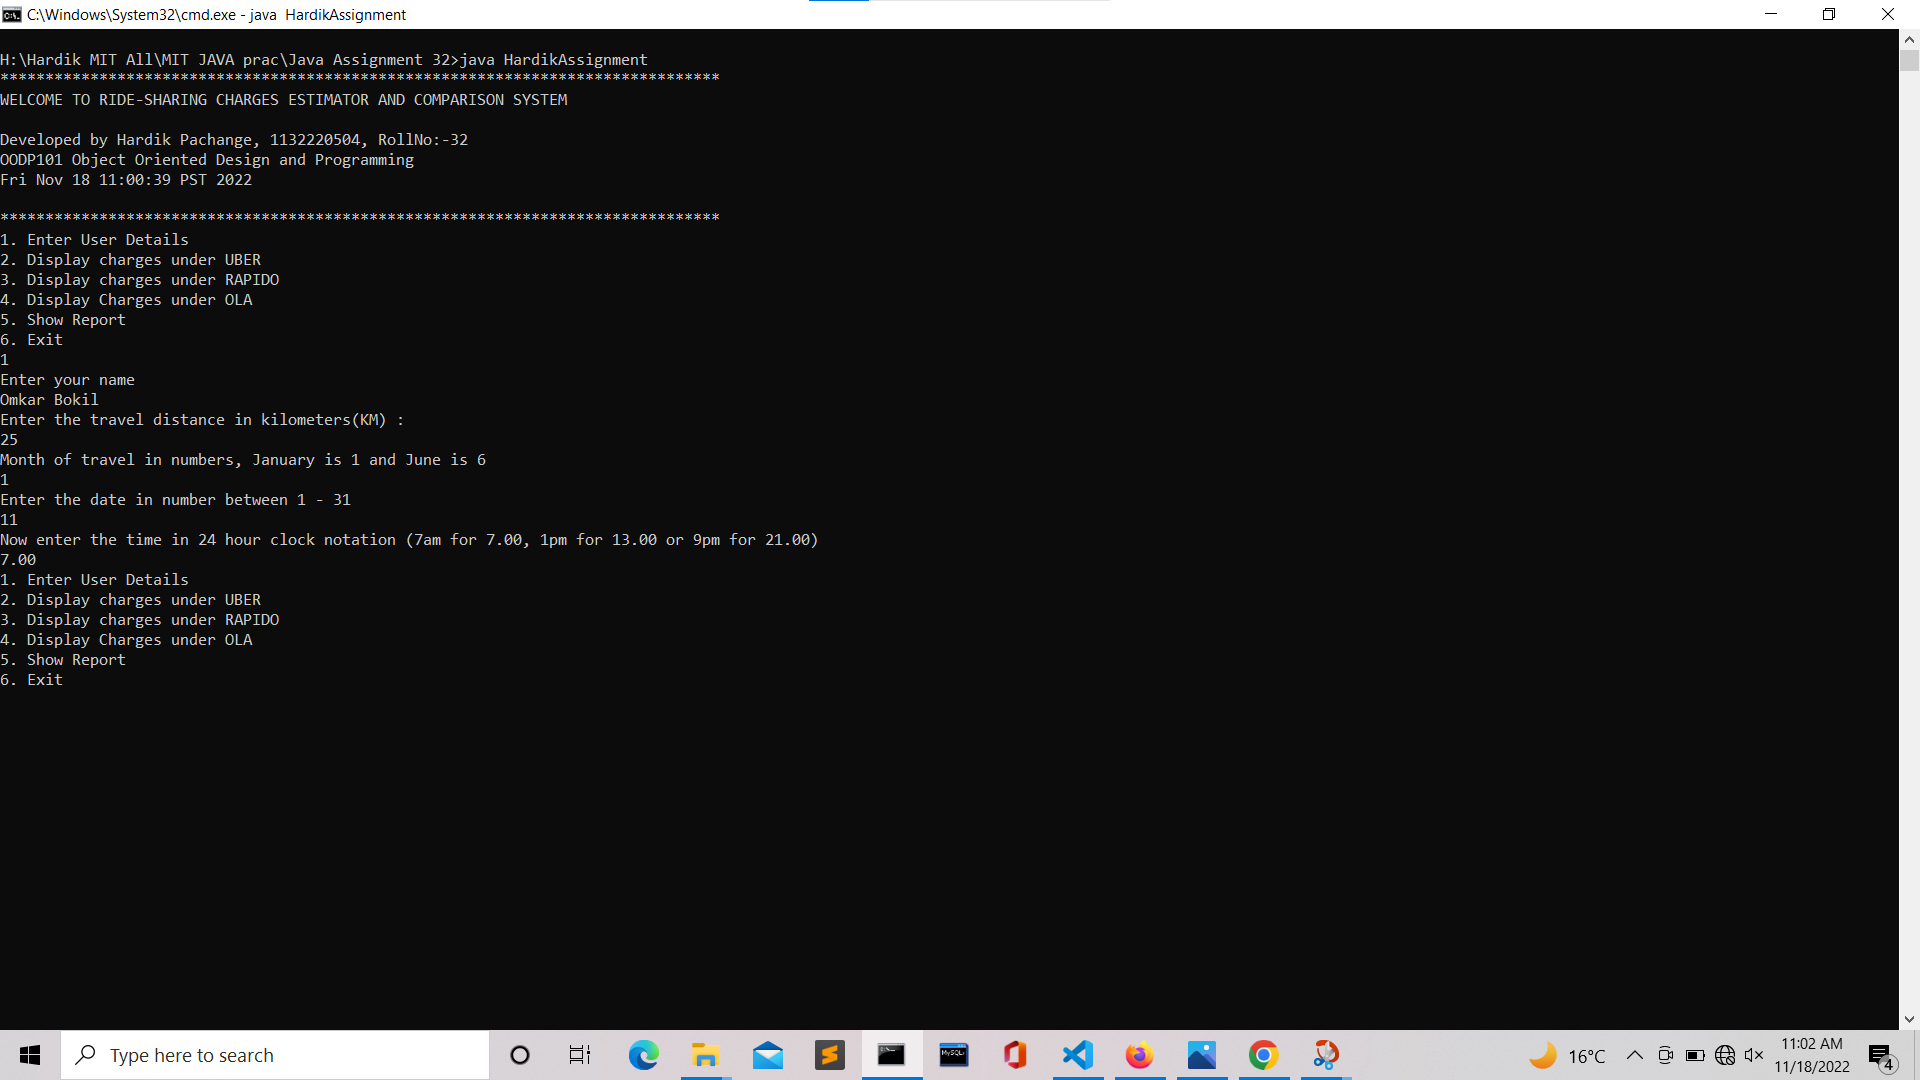 C:\Windows\System32\cmd.exe - java  HardikAssignment
H:\Hardik MIT All\MIT JAVA prac\Java Assignment 32>java HardikAssignment
********************************************************************************
WELCOME TO RIDE-SHARING CHARGES ESTIMATOR AND COMPARISON SYSTEM
Developed by Hardik Pachange, 1132220504, RollNo:-32
OODP101 Object Oriented Design and Programming
Fri Nov 18 11:00:39 PST 2022
********************************************************************************
1. Enter User Details
2. Display charges under UBER
3. Display charges under RAPIDO
4. Display Charges under OLA
5. Show Report
6. Exit
1
Enter your name
Omkar Bokil
Enter the travel distance in kilometers(KM) :
25
Month of travel in numbers, January is 1 and June is 6
1
Enter the date in number between 1 - 31
11
Now enter the time in 24 hour clock notation (7am for 7.00, 1pm for 13.00 or 9pm for 21.00)
7.00
1. Enter User Details
2. Display charges under UBER
3. Display charges under RAPIDO
4. Display Charges under OLA
5. Show Report
6. Exit
Type here to search
16°C
11:02 AM
11/18/2022
4